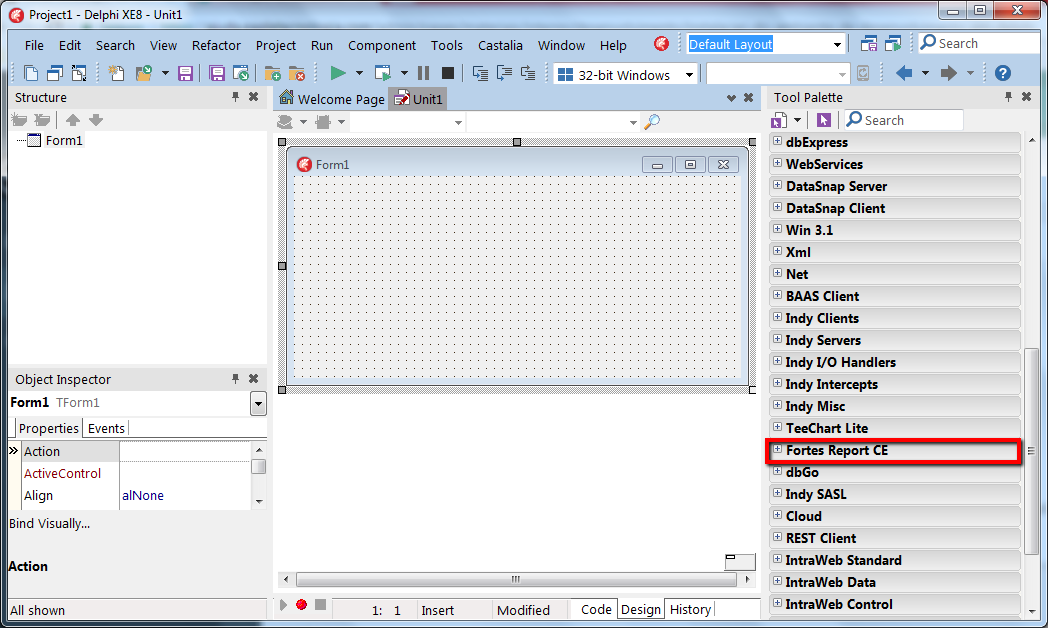 Project1 - Delphi XE8 - Unit1
File Edit Search View Refactor Project Run Component Tools Castalia Window Help Default Layout Search
32-bit Windows
Structure
Form1
Object Inspector
Form1 TForm1
Properties Events
Action
ActiveControl
Align alNone
Bind Visually...
Action
All shown
Welcome Page Unit1
Form1
1: 1 Insert Modified Code Design History
Tool Palette
Search
dbExpress
WebServices
DataSnap Server
DataSnap Client
Win 3.1
Xml
Net
BAAS Client
Indy Clients
Indy Servers
Indy I/O Handlers
Indy Intercepts
Indy Misc
TeeChart Lite
Fortes Report CE
dbGo
Indy SASL
Cloud
REST Client
IntraWeb Standard
IntraWeb Data
IntraWeb Control